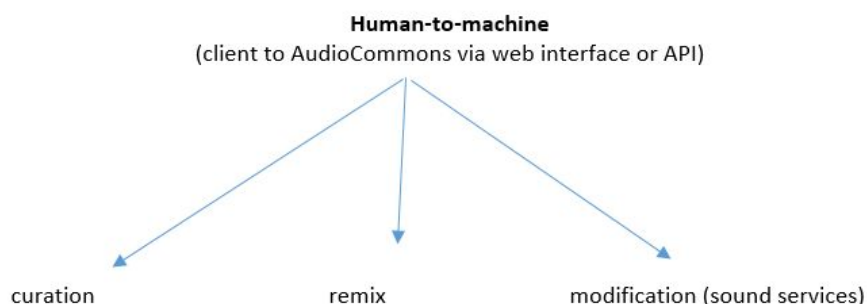 Human-to-machine
(client to AudioCommons via web interface or API)
curation remix modification (sound services)